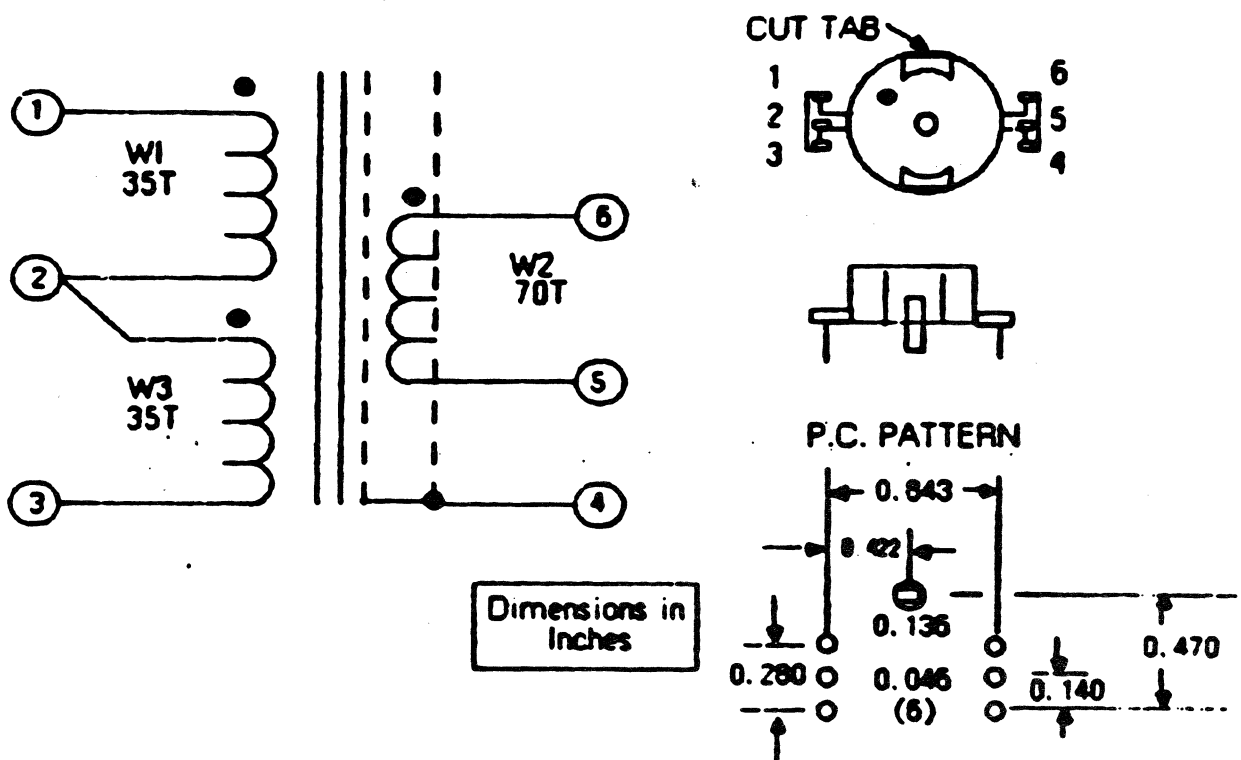 CUT TAB
1
2
3
6
5
4
1
W1
35T
2
W3
35T
3
6
W2
70T
5
4
P.C. PATTERN
0.843
0.422
0.136
0.470
0.280
0.046
(6)
0.140
Dimensions in
Inches